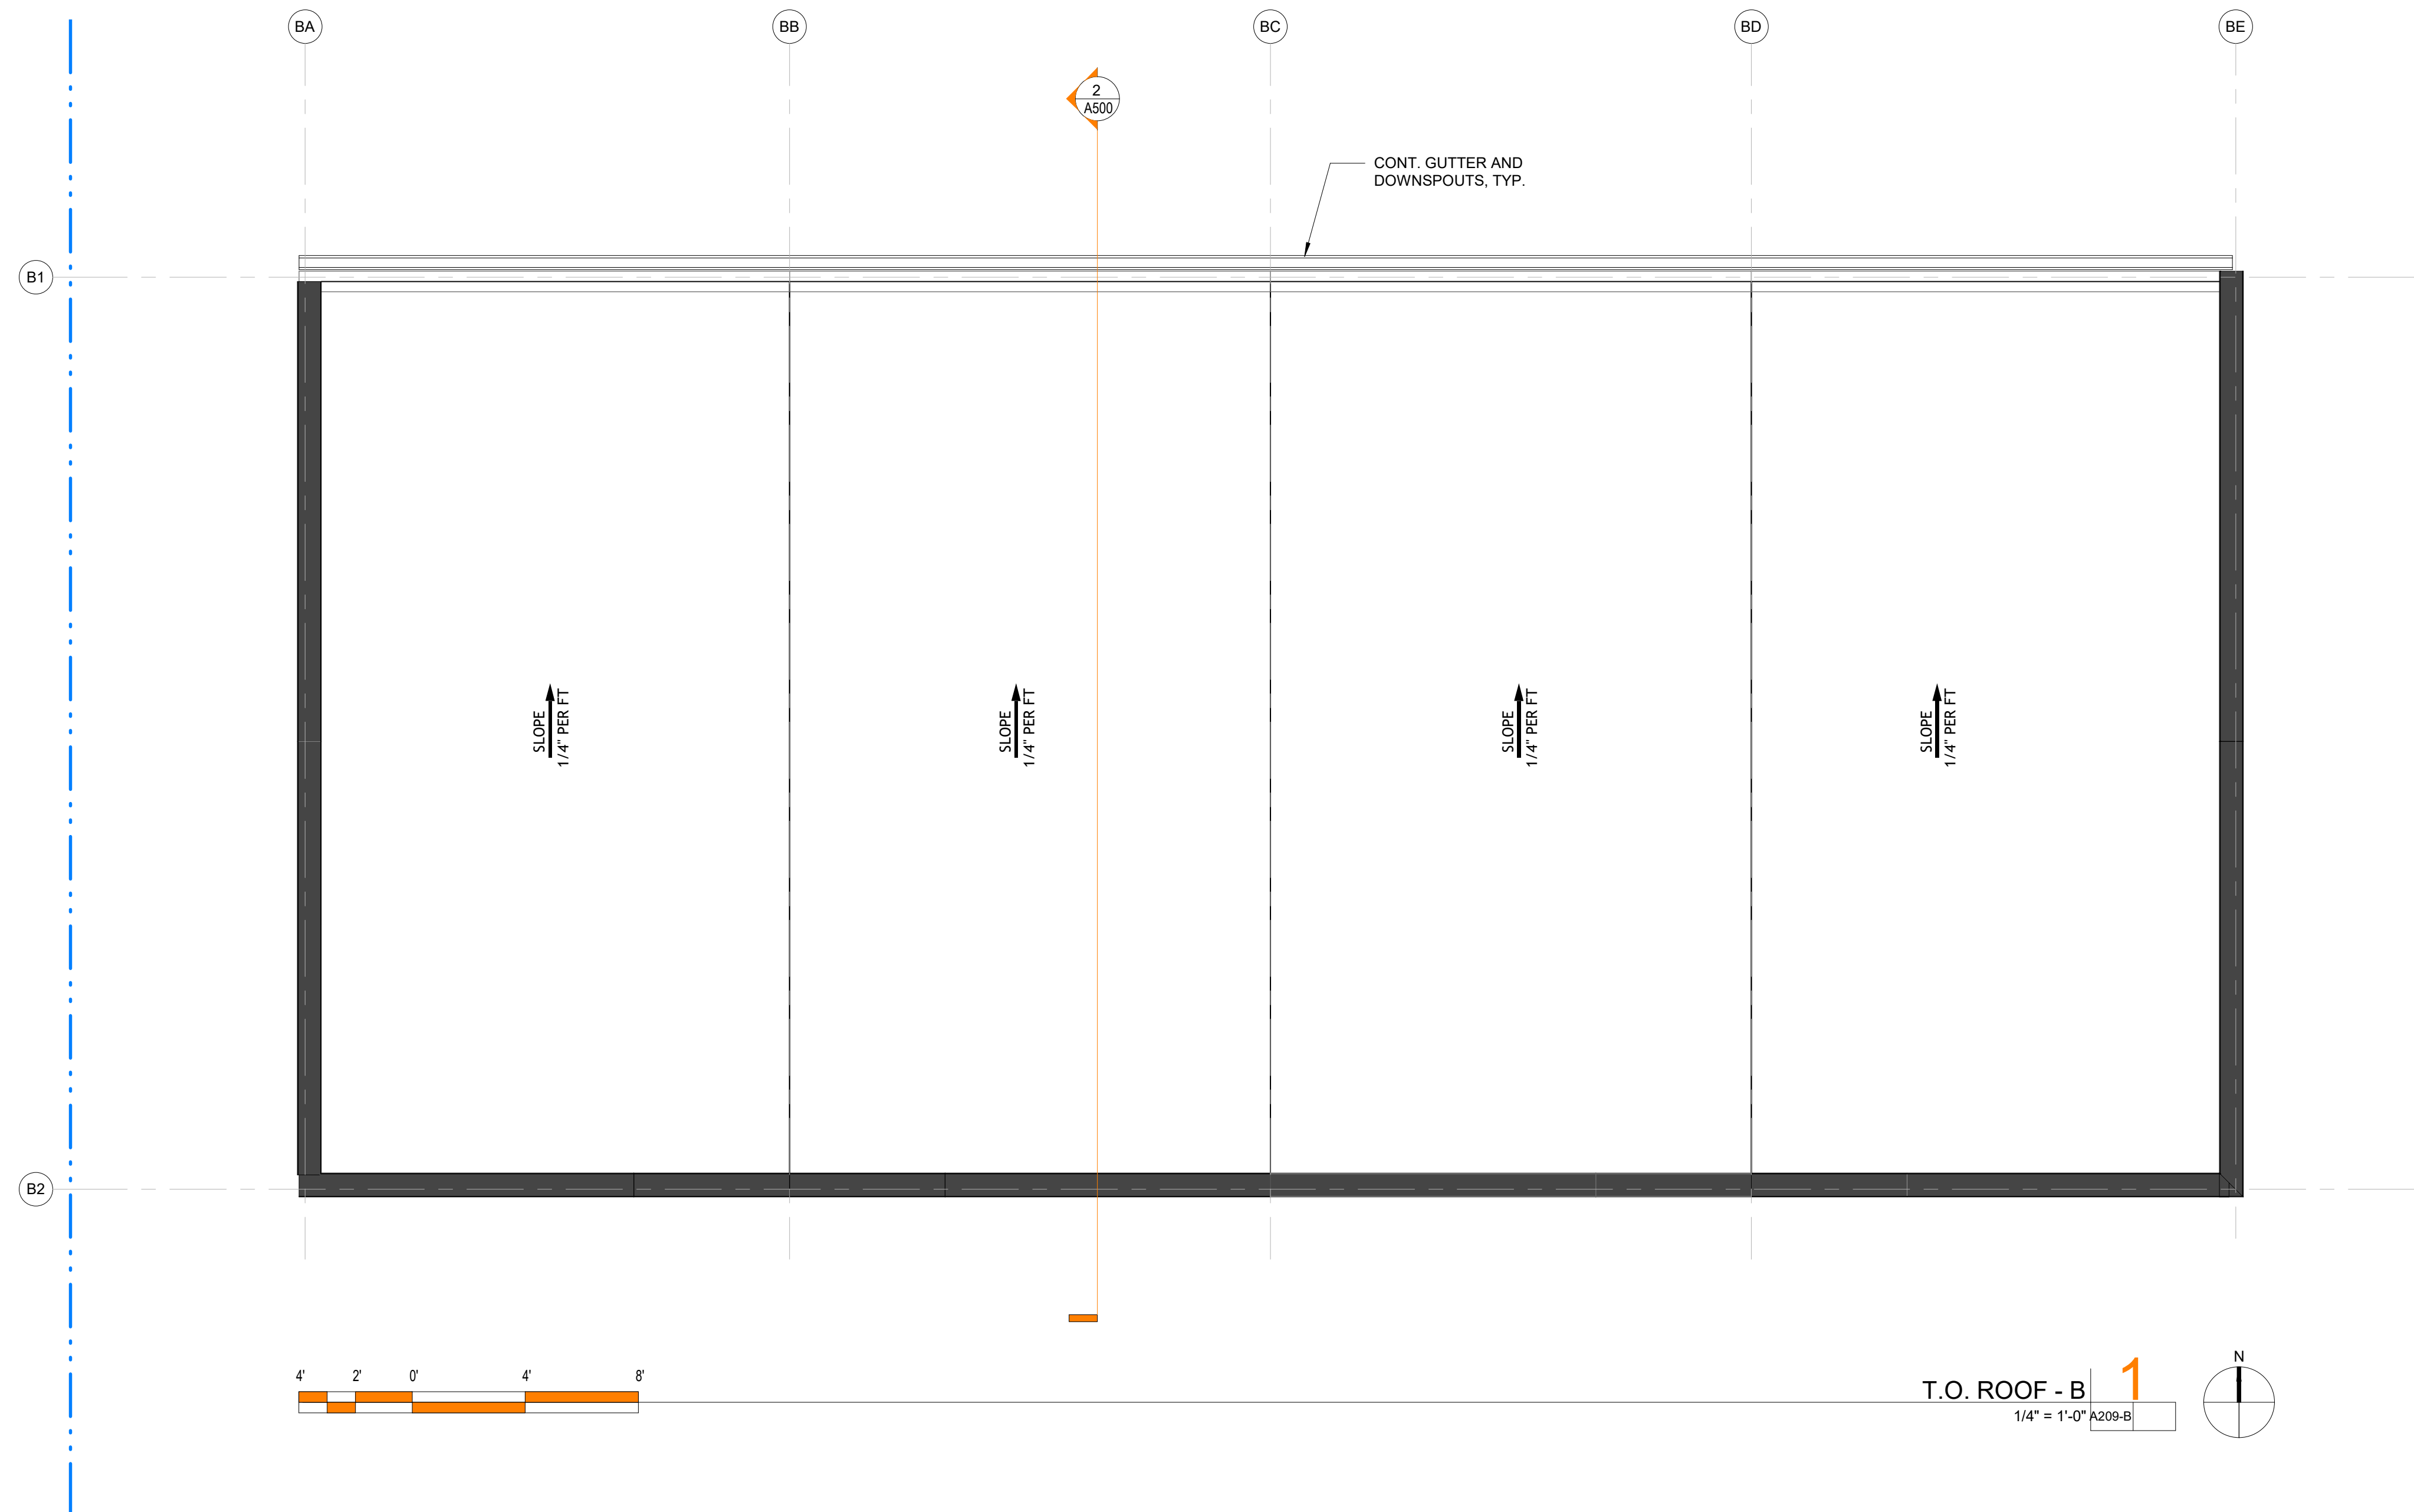 BA
BB
BC
BD
BE
2
A500
CONT. GUTTER AND
DOWNSPOUTS, TYP.
B1
SLOPE
1/4" PER FT
SLOPE
1/4" PER FT
SLOPE
1/4" PER FT
SLOPE
1/4" PER FT
B2
4'
2'
0'
4'
8'
T.O. ROOF - B
1
1/4" = 1'-0"
A209-B
N